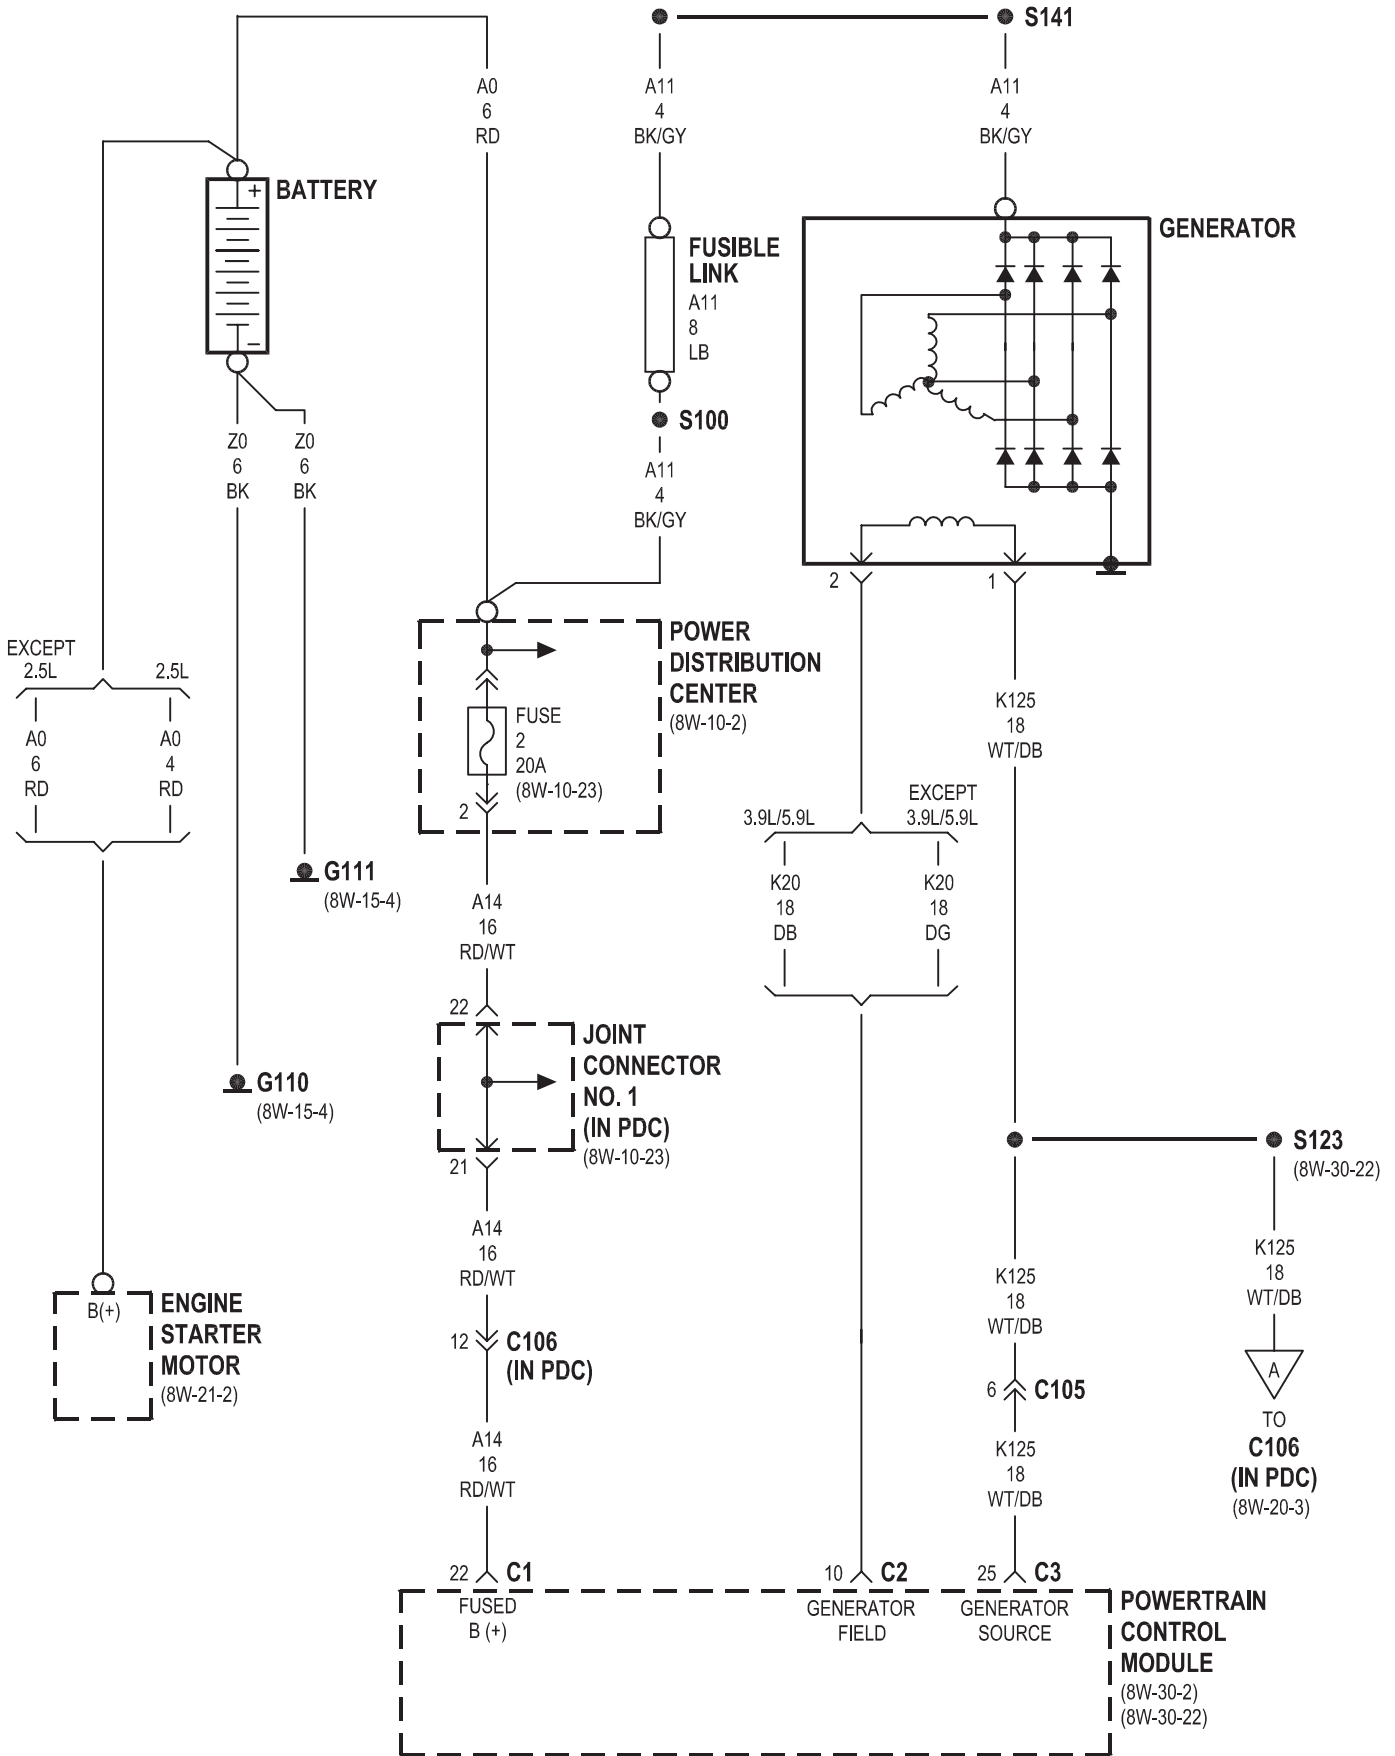 S141
A0
6
RD
A11
4
BK/GY
A11
4
BK/GY
+
BATTERY
−
GENERATOR
FUSIBLE
LINK
A11
8
LB
S100
Z0
6
BK
Z0
6
BK
A11
4
BK/GY
2
1
EXCEPT
2.5L
2.5L
A0
6
RD
A0
4
RD
POWER
DISTRIBUTION
CENTER
(8W-10-2)
FUSE
2
20A
(8W-10-23)
2
K125
18
WT/DB
3.9L/5.9L
EXCEPT
3.9L/5.9L
K20
18
DB
K20
18
DG
G111
(8W-15-4)
A14
16
RD/WT
22
JOINT
CONNECTOR
NO. 1
(IN PDC)
(8W-10-23)
21
G110
(8W-15-4)
S123
(8W-30-22)
A14
16
RD/WT
K125
18
WT/DB
K125
18
WT/DB
B(+)
ENGINE
STARTER
MOTOR
(8W-21-2)
12
C106
(IN PDC)
6
C105
A
TO
C106
(IN PDC)
(8W-20-3)
A14
16
RD/WT
K125
18
WT/DB
22
C1
10
C2
25
C3
FUSED
B (+)
GENERATOR
FIELD
GENERATOR
SOURCE
POWERTRAIN
CONTROL
MODULE
(8W-30-2)
(8W-30-22)